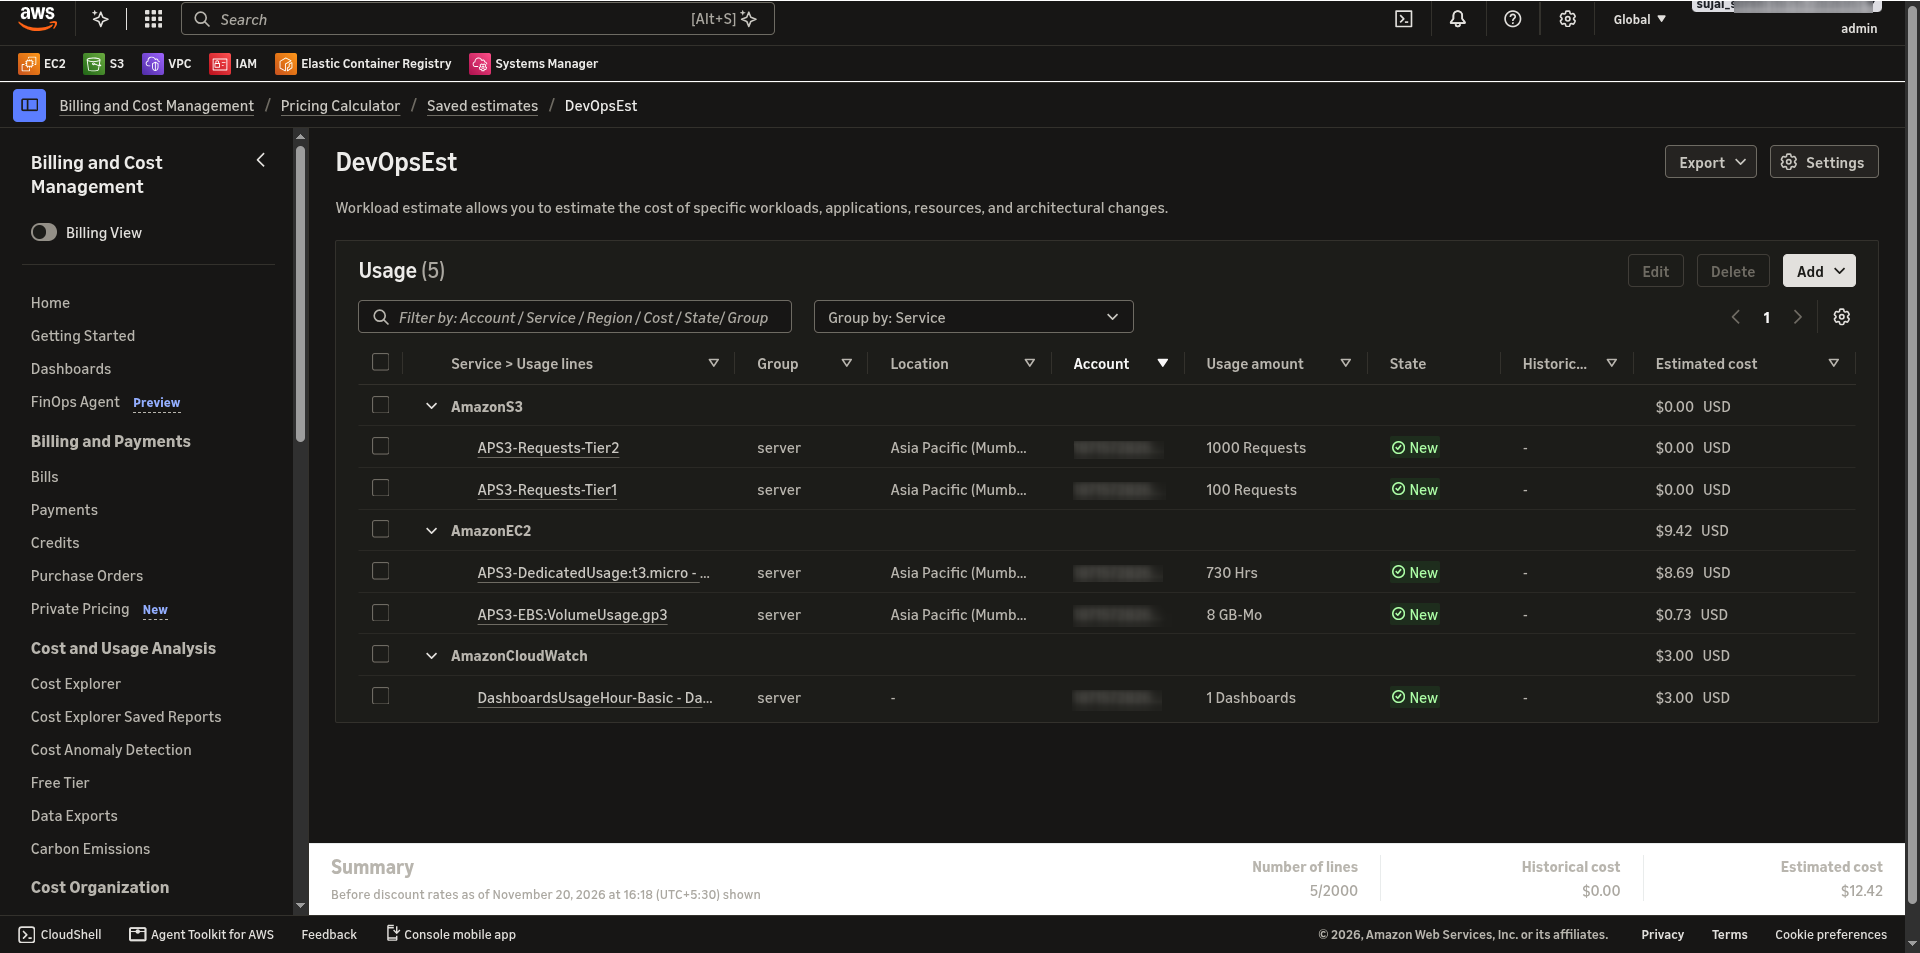 aws
Search [Alt+S]
Global
admin
EC2 S3 VPC IAM Elastic Container Registry Systems Manager
Billing and Cost Management / Pricing Calculator / Saved estimates / DevOpsEst
Billing and Cost
Management
Billing View
Home
Getting Started
Dashboards
FinOps Agent Preview
Billing and Payments
Bills
Payments
Credits
Purchase Orders
Private Pricing New
Cost and Usage Analysis
Cost Explorer
Cost Explorer Saved Reports
Cost Anomaly Detection
Free Tier
Data Exports
Carbon Emissions
Cost Organization
DevOpsEst
Export Settings
Workload estimate allows you to estimate the cost of specific workloads, applications, resources, and architectural changes.
Usage (5)
Edit Delete Add
Filter by: Account / Service / Region / Cost / State/ Group
Group by: Service
1
Service > Usage lines Group Location Account Usage amount State Historic... Estimated cost
AmazonS3 $0.00 USD
APS3-Requests-Tier2 server Asia Pacific (Mumb... 1000 Requests New - $0.00 USD
APS3-Requests-Tier1 server Asia Pacific (Mumb... 100 Requests New - $0.00 USD
AmazonEC2 $9.42 USD
APS3-DedicatedUsage:t3.micro - ... server Asia Pacific (Mumb... 730 Hrs New - $8.69 USD
APS3-EBS:VolumeUsage.gp3 server Asia Pacific (Mumb... 8 GB-Mo New - $0.73 USD
AmazonCloudWatch $3.00 USD
DashboardsUsageHour-Basic - Da... server - 1 Dashboards New - $3.00 USD
Summary
Before discount rates as of November 20, 2026 at 16:18 (UTC+5:30) shown
Number of lines
5/2000
Historical cost
$0.00
Estimated cost
$12.42
CloudShell Agent Toolkit for AWS Feedback Console mobile app
© 2026, Amazon Web Services, Inc. or its affiliates. Privacy Terms Cookie preferences